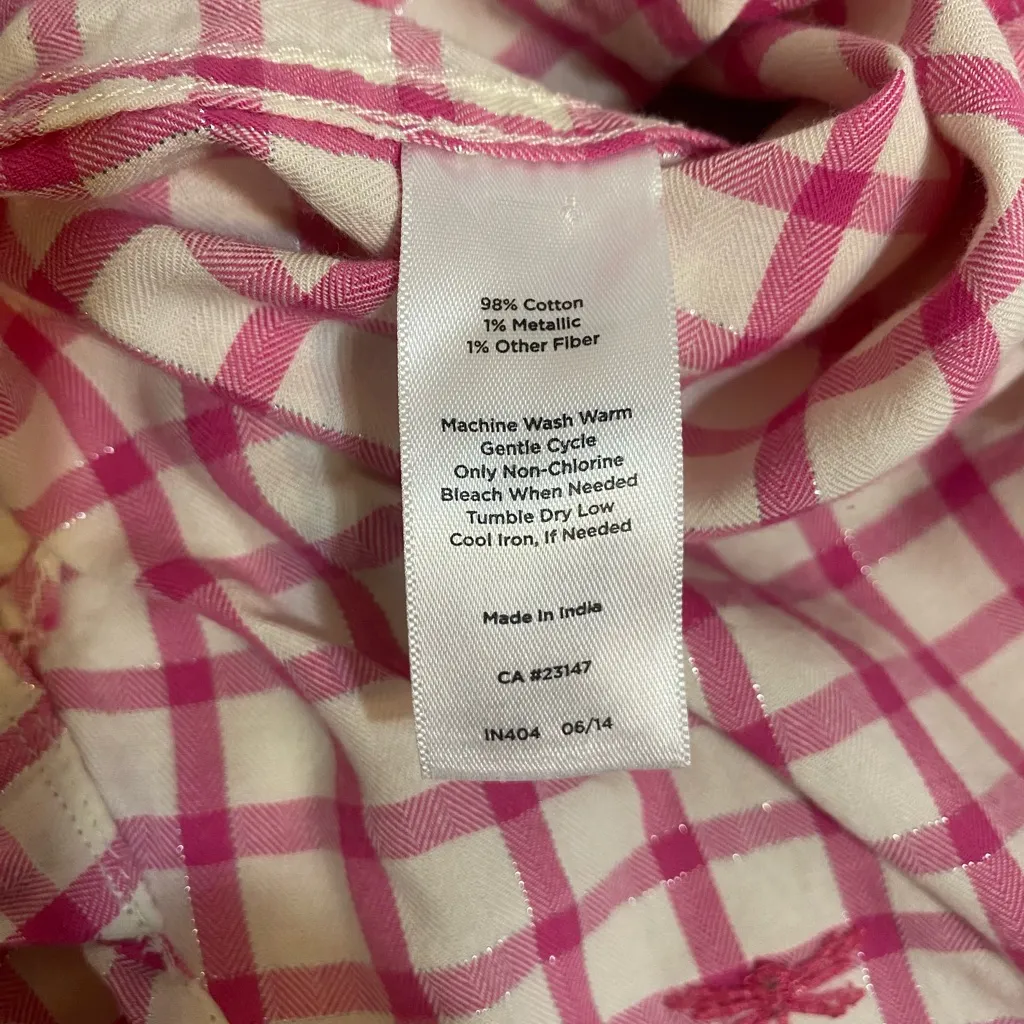 98% Cotton
1% Metallic
1% Other Fiber
Machine Wash Warm
Gentle Cycle
Only Non-Chlorine
Bleach When Needed
Tumble Dry Low
Cool Iron, If Needed
Made In India
CA #23147
IN404 06/14